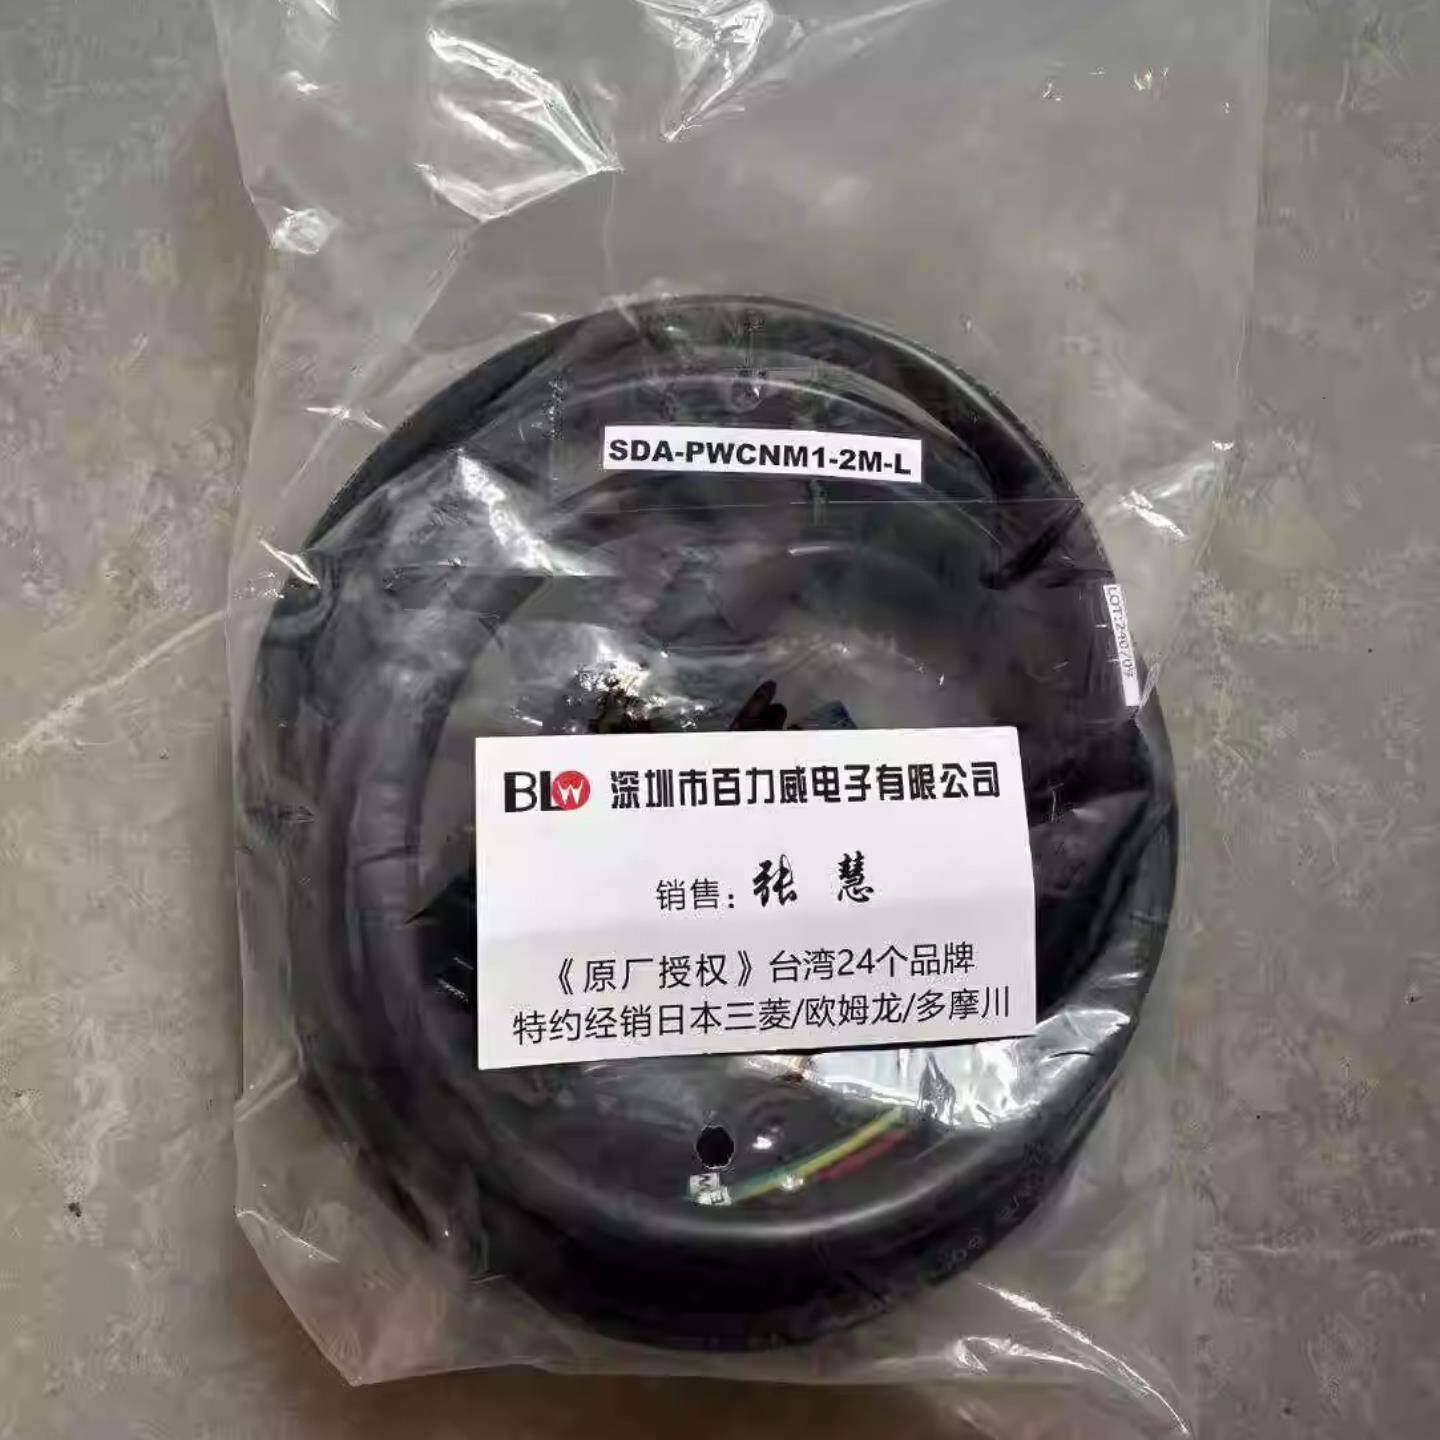 SDA-PWCNM1-2M-L
BLW 深圳市百力威电子有限公司
销售：张 慧
《原厂授权》台湾24个品牌
特约经销日本三菱/欧姆龙/多摩川